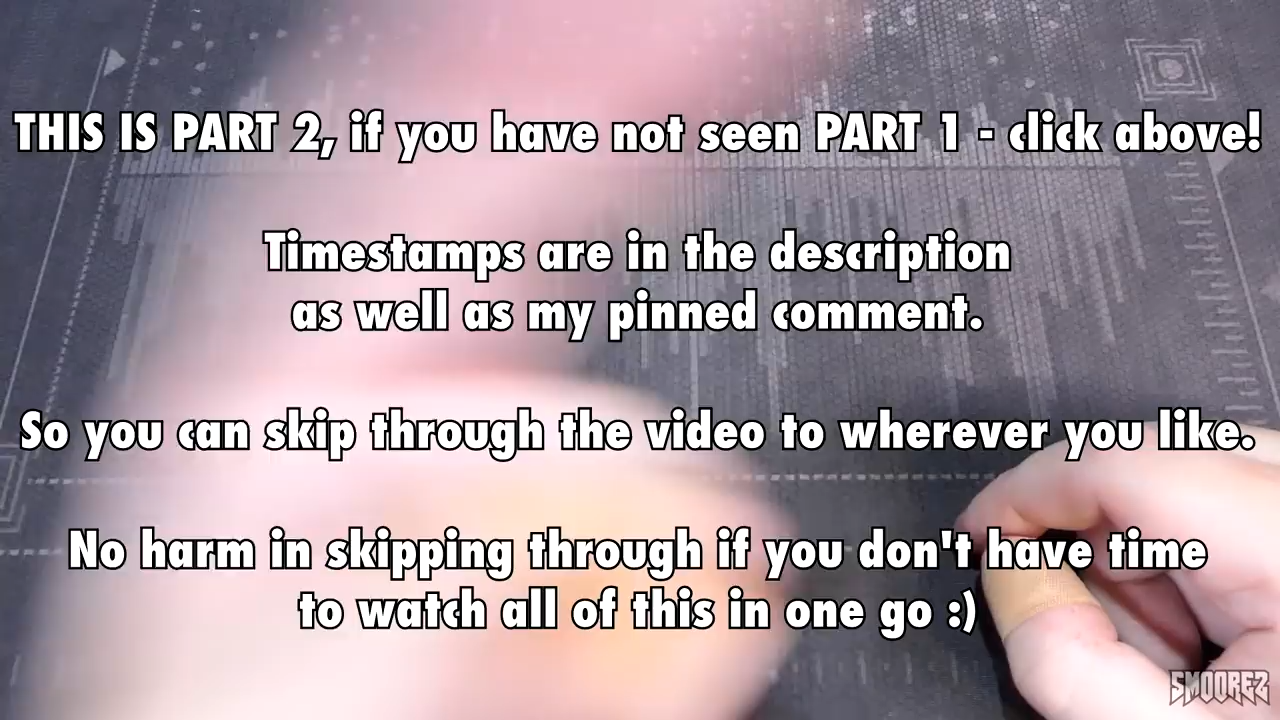 THIS IS PART 2, if you have not seen PART 1 - click above!
Timestamps are in the description
as well as my pinned comment.
So you can skip through the video to wherever you like.
No harm in skipping through if you don't have time
to watch all of this in one go :)
SMOOREZ